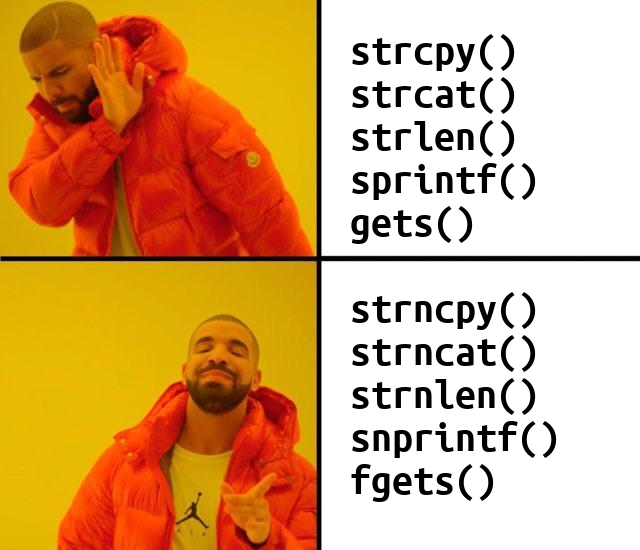 strcpy()
strcat()
strlen()
sprintf()
gets()
strncpy()
strncat()
strnlen()
snprintf()
fgets()